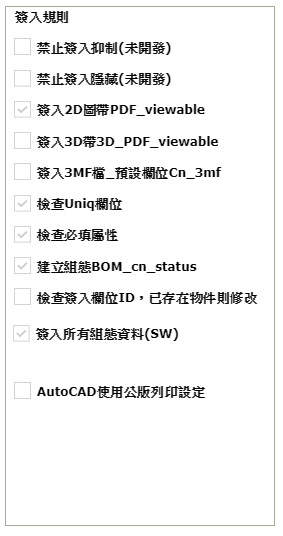 簽入規則
禁止簽入抑制(未開發)
禁止簽入隱藏(未開發)
簽入2D圖帶PDF_viewable
簽入3D帶3D_PDF_viewable
簽入3MF檔_預設欄位Cn_3mf
檢查Uniq欄位
檢查必填屬性
建立組態BOM_cn_status
檢查簽入欄位ID，已存在物件則修改
簽入所有組態資料(SW)
AutoCAD使用公版列印設定